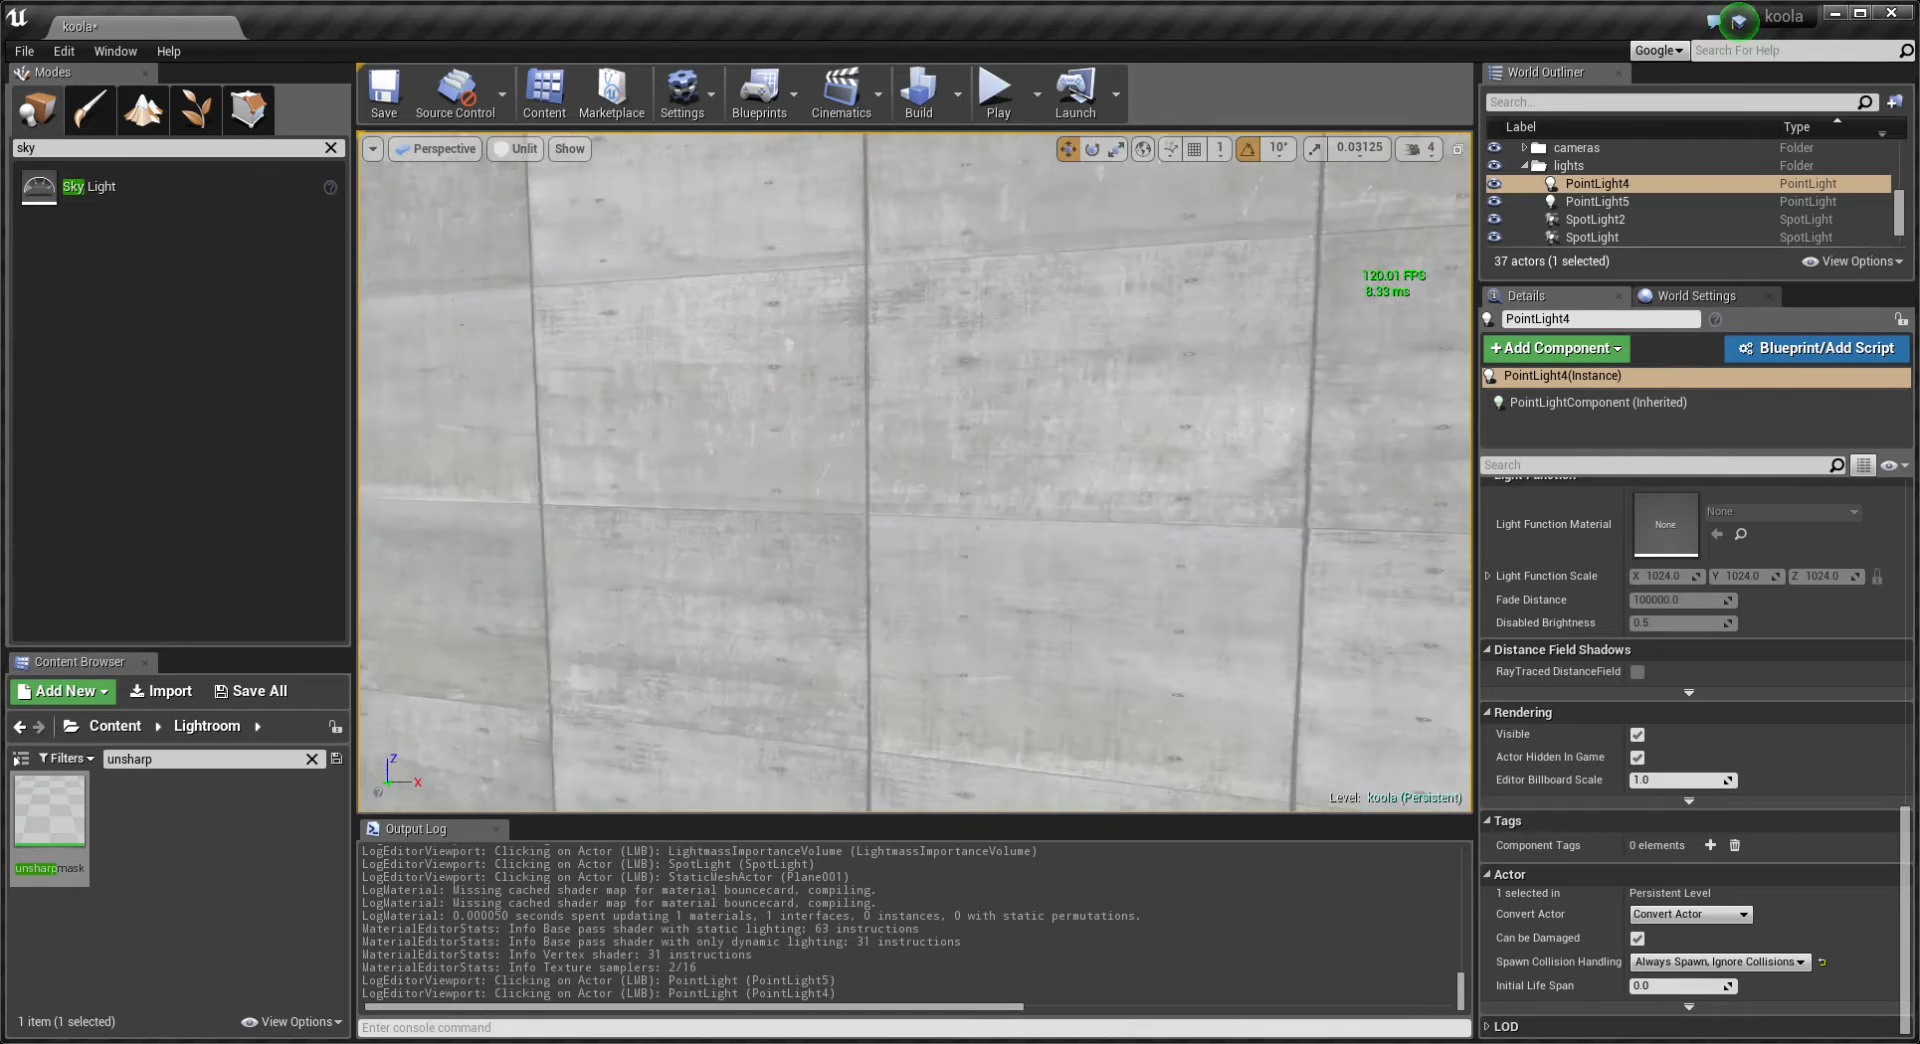 koola*
koola
File Edit Window Help
Google
Search For Help
Modes
sky
Sky Light
Save
Source Control
Content
Marketplace
Settings
Blueprints
Cinematics
Build
Play
Launch
Perspective
Unlit
Show
1
10°
0.03125
4
120.01 FPS
8.33 ms
Z
X
Level: koola (Persistent)
World Outliner
Search...
Label Type
cameras Folder
lights Folder
PointLight4 PointLight
PointLight5 PointLight
SpotLight2 SpotLight
SpotLight SpotLight
37 actors (1 selected)
View Options
Details
World Settings
PointLight4
+Add Component
Blueprint/Add Script
PointLight4(Instance)
PointLightComponent (Inherited)
Search
Light Function
Light Function Material None None
Light Function Scale X 1024.0 Y 1024.0 Z 1024.0
Fade Distance 100000.0
Disabled Brightness 0.5
Distance Field Shadows
RayTraced DistanceField
Rendering
Visible
Actor Hidden In Game
Editor Billboard Scale 1.0
Tags
Component Tags 0 elements
Actor
1 selected in Persistent Level
Convert Actor Convert Actor
Can be Damaged
Spawn Collision Handling Always Spawn, Ignore Collisions
Initial Life Span 0.0
LOD
Content Browser
Add New Import Save All
Content Lightroom
Filters unsharp
unsharpmask
1 item (1 selected)
View Options
Output Log
LogEditorViewport: Clicking on Actor (LMB): LightmassImportanceVolume (LightmassImportanceVolume)
LogEditorViewport: Clicking on Actor (LMB): SpotLight (SpotLight)
LogEditorViewport: Clicking on Actor (LMB): StaticMeshActor (Plane001)
LogMaterial: Missing cached shader map for material bouncecard, compiling.
LogMaterial: Missing cached shader map for material bouncecard, compiling.
LogMaterial: 0.000050 seconds spent updating 1 materials, 1 interfaces, 0 instances, 0 with static permutations.
MaterialEditorStats: Info Base pass shader with static lighting: 63 instructions
MaterialEditorStats: Info Base pass shader with only dynamic lighting: 31 instructions
MaterialEditorStats: Info Vertex shader: 31 instructions
MaterialEditorStats: Info Texture samplers: 2/16
LogEditorViewport: Clicking on Actor (LMB): PointLight (PointLight5)
LogEditorViewport: Clicking on Actor (LMB): PointLight (PointLight4)
Enter console command